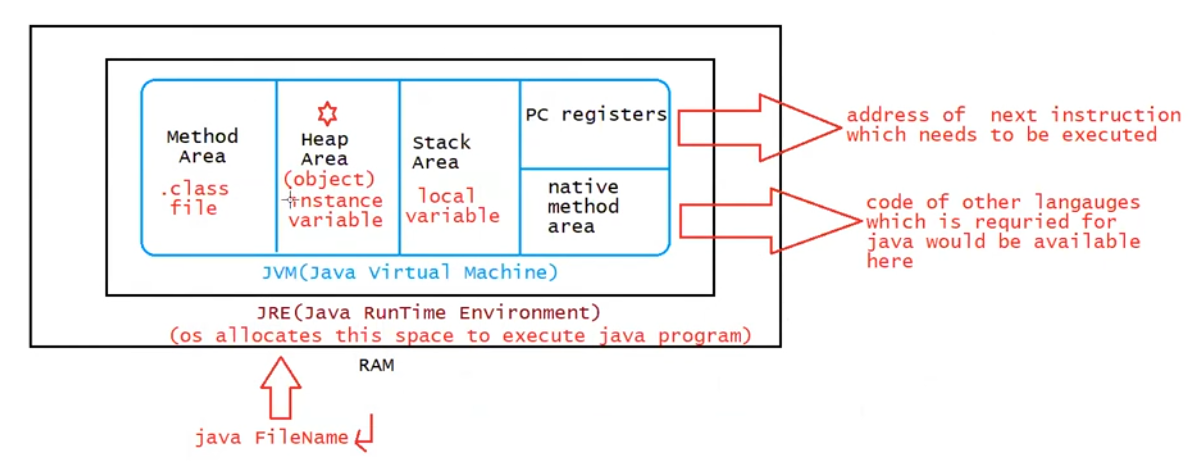 Method
Area
.class
file
Heap
Area
(object)
instance
variable
Stack
Area
local
variable
PC registers
native
method
area
address of next instruction
which needs to be executed
code of other langauges
which is requried for
java would be available
here
JVM(Java Virtual Machine)
JRE(Java RunTime Environment)
(os allocates this space to execute java program)
RAM
java FileName